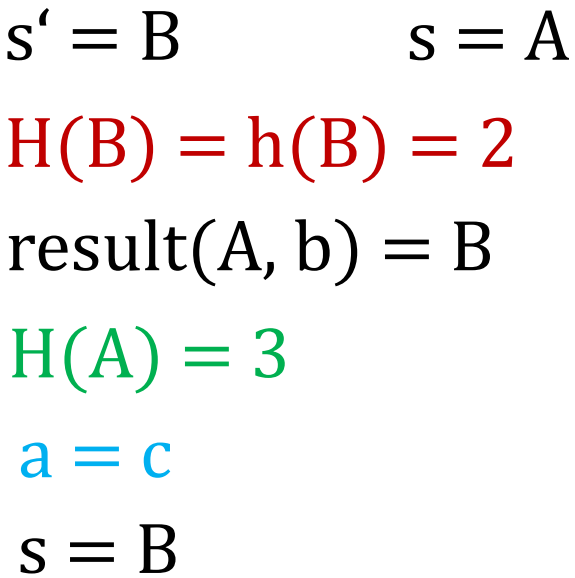 s‘ = B s = A
H(B) = h(B) = 2
result(A, b) = B
H(A) = 3
a = c
s = B